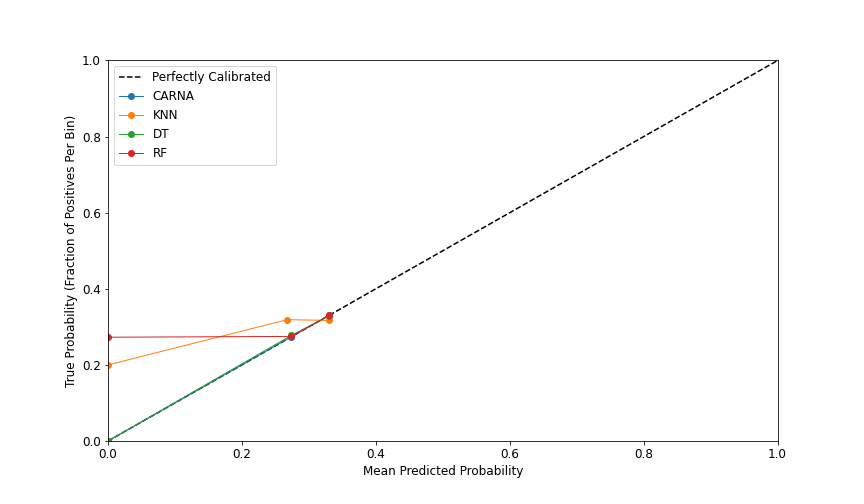 1.0
0.8
0.6
0.4
0.2
0.0
True Probability (Fraction of Positives Per Bin)
Perfectly Calibrated
CARNA
KNN
DT
RF
0.0 0.2 0.4 0.6 0.8 1.0
Mean Predicted Probability